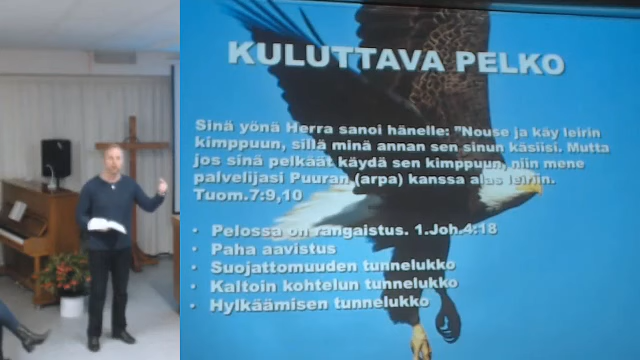 KULUTTAVA PELKO
Sinä yönä Herra sanoi hänelle: "Nouse ja käy leirin
kimppuun, sillä minä annan sen sinun käsiisi. Mutta
jos sinä pelkäät käydä sen kimppuun, niin mene
palvelijasi Puuran (arpa) kanssa alas leiriin.
Tuom.7:9,10
• Pelossa on rangaistus. 1.Joh.4:18
• Paha aavistus
• Suojattomuuden tunnelukko
• Kaltoin kohtelun tunnelukko
• Hylkäämisen tunnelukko